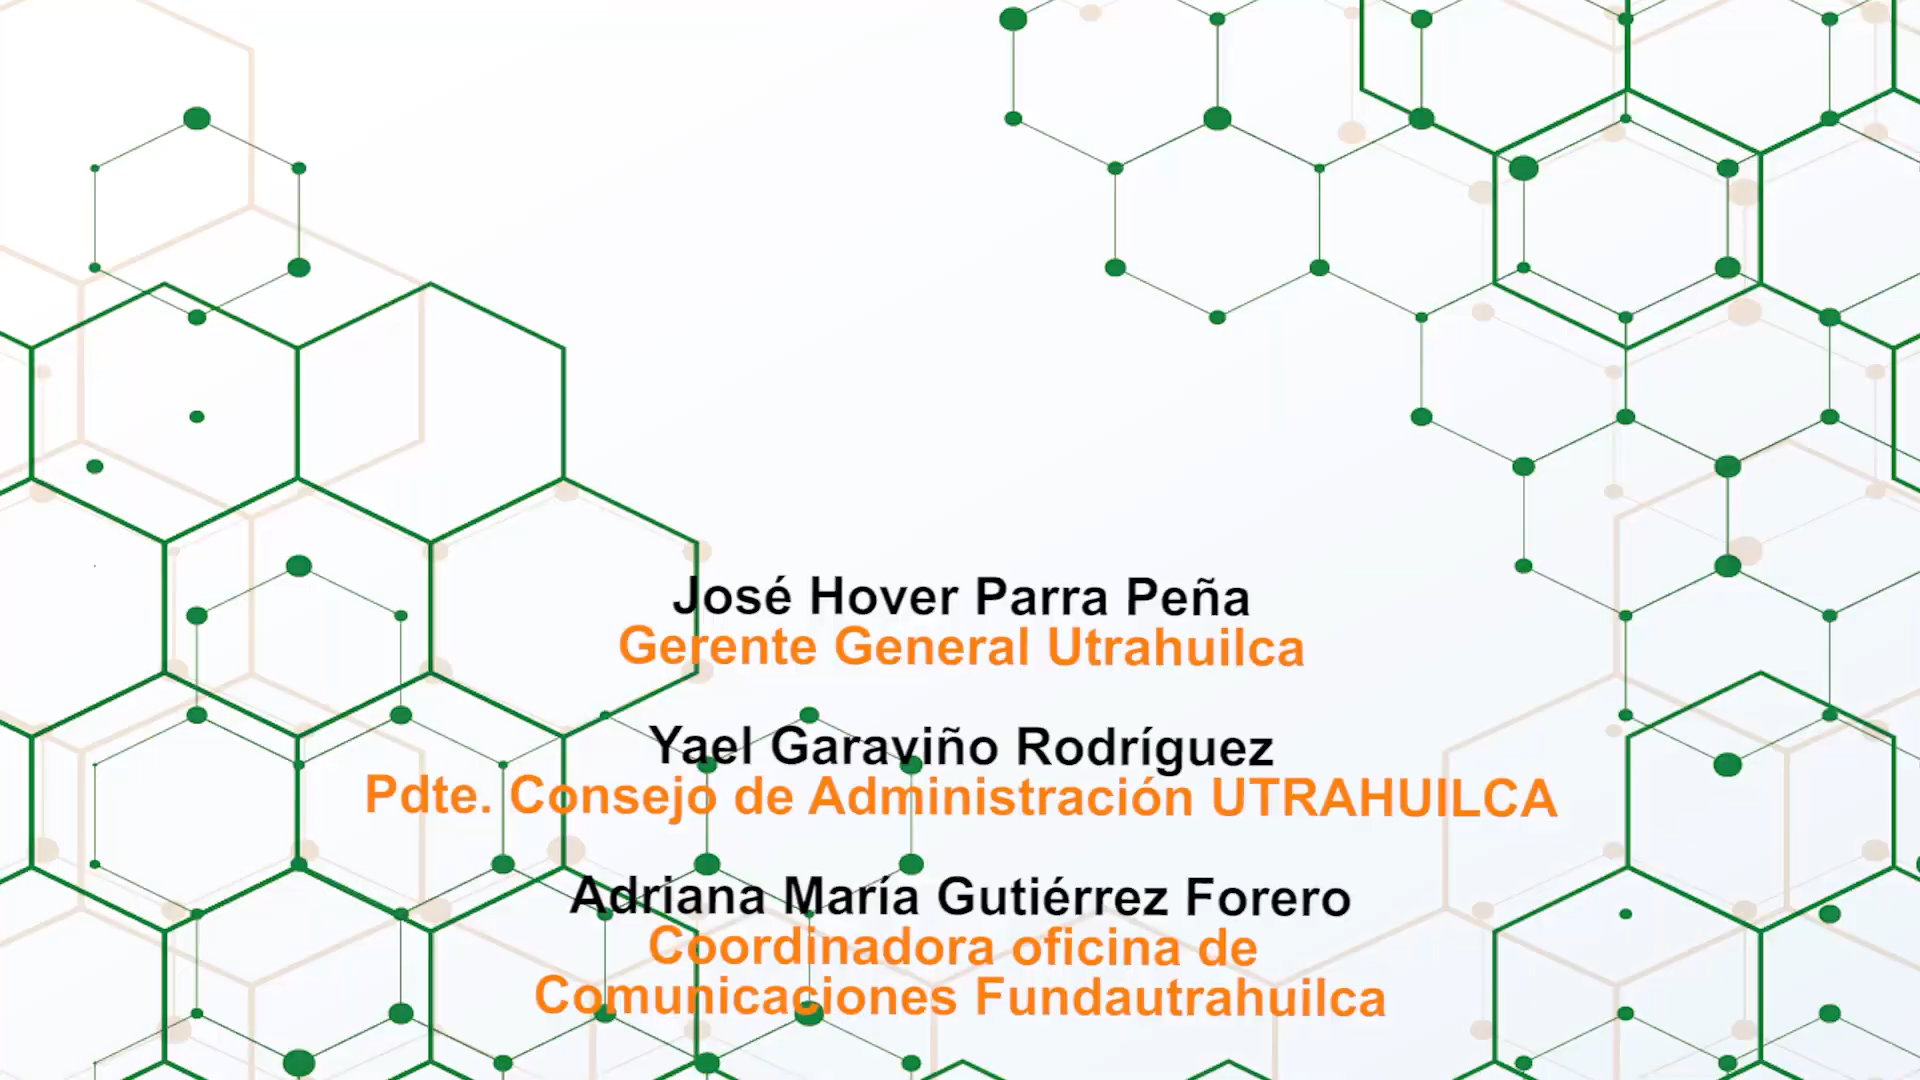 José Hover Parra Peña
Gerente General Utrahuilca
Yael Garaviño Rodríguez
Pdte. Consejo de Administración UTRAHUILCA
Adriana María Gutiérrez Forero
Coordinadora oficina de
Comunicaciones Fundautrahuilca